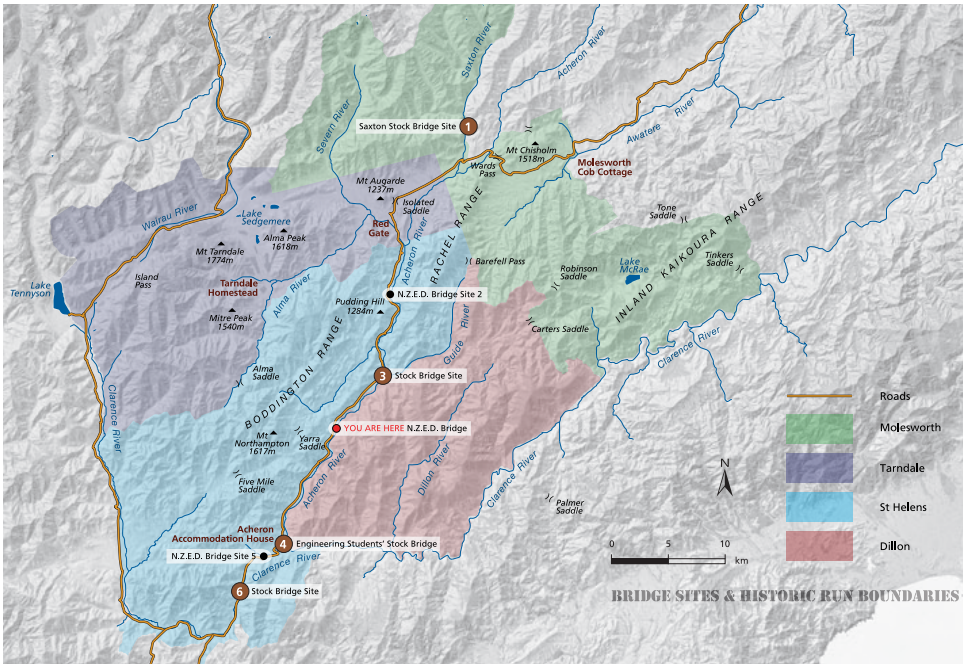 Saxton River
Acheron River
Severn River
Saxton Stock Bridge Site
1
Mt Chisholm
1518m
Awatere River
Wards
Pass
Molesworth
Cob Cottage
Mt Augarde
1237m
Isolated
Saddle
Red
Gate
RACHEL RANGE
Wairau River
Lake
Sedgemere
Alma Peak
1618m
Mt Tarndale
1774m
Island
Pass
Tarndale
Homestead
Lake
Tennyson
Mitre Peak
1540m
Alma River
Acheron River
Barefell Pass
Tone
Saddle
Robinson
Saddle
Lake
McRae
Tinkers
Saddle
INLAND KAIKOURA RANGE
N.Z.E.D. Bridge Site 2
Pudding Hill
1284m
Carters Saddle
Clarence River
Guide River
BODDINGTON RANGE
Alma
Saddle
3
Stock Bridge Site
Clarence River
YOU ARE HERE N.Z.E.D. Bridge
Mt
Northampton
1617m
Yarra
Saddle
Five Mile
Saddle
Acheron River
Dillon River
Clarence River
Palmer
Saddle
Acheron
Accommodation House
4
Engineering Students' Stock Bridge
N.Z.E.D. Bridge Site 5
Clarence River
6
Stock Bridge Site
Roads
Molesworth
Tarndale
St Helens
Dillon
N
0 5 10
km
BRIDGE SITES & HISTORIC RUN BOUNDARIES